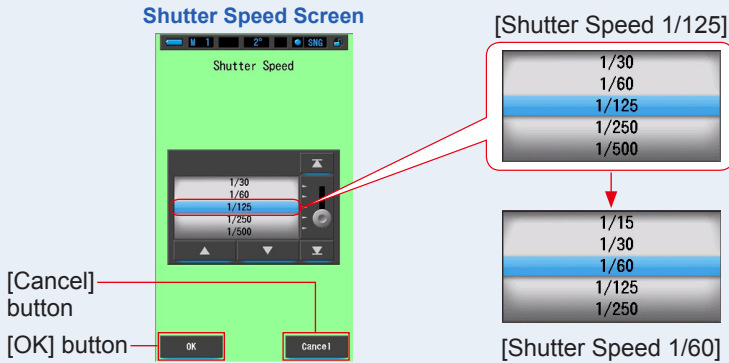 Shutter Speed Screen
M 1 2° SNG
Shutter Speed
1/30
1/60
1/125
1/250
1/500
OK
Cancel
[Cancel]
button
[OK] button
[Shutter Speed 1/125]
1/30
1/60
1/125
1/250
1/500
1/15
1/30
1/60
1/125
1/250
[Shutter Speed 1/60]